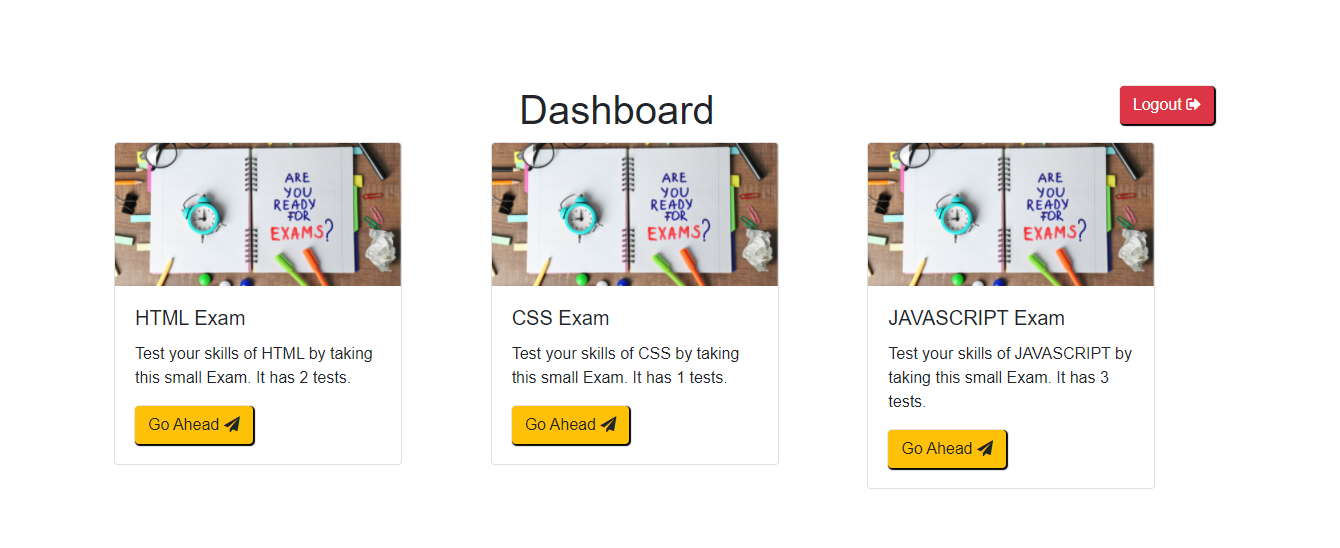 Dashboard
Logout
ARE
YOU
READY
FOR
EXAMS?
ARE
YOU
READY
FOR
EXAMS?
ARE
YOU
READY
FOR
EXAMS?
HTML Exam
Test your skills of HTML by taking
this small Exam. It has 2 tests.
Go Ahead
CSS Exam
Test your skills of CSS by taking
this small Exam. It has 1 tests.
Go Ahead
JAVASCRIPT Exam
Test your skills of JAVASCRIPT by
taking this small Exam. It has 3
tests.
Go Ahead